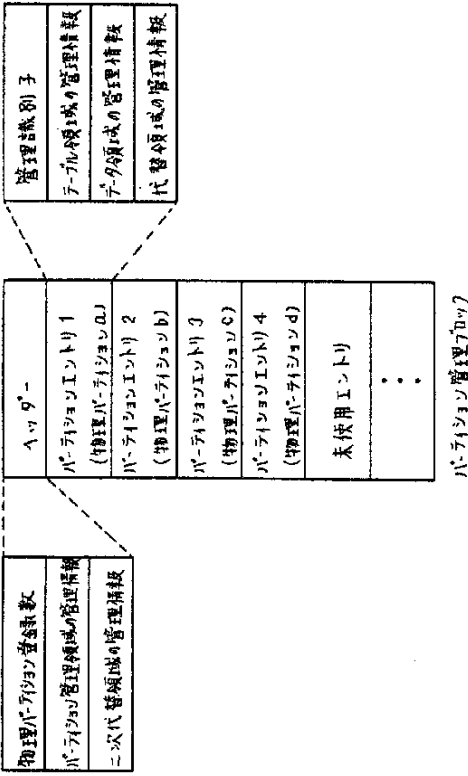 物理パーティション登録数
パーティション管理領域の管理情報
二次代替領域の管理情報
ヘッダー
パーティションエントリ 1
(物理パーティションa)
パーティションエントリ 2
(物理パーティションb)
パーティションエントリ 3
(物理パーティションc)
パーティションエントリ 4
(物理パーティションd)
未使用エントリ
パーティション管理ブロック
管理識別子
テーブル領域の管理情報
データ領域の管理情報
代替領域の管理情報